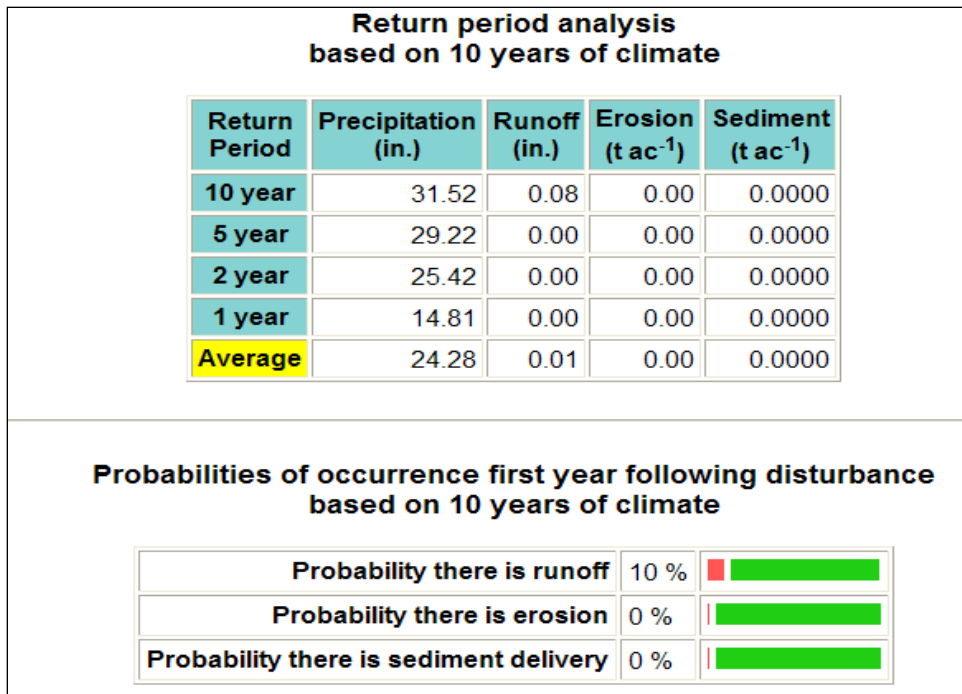 Return period analysis
based on 10 years of climate
Return Period Precipitation (in.) Runoff (in.) Erosion (t ac⁻¹) Sediment (t ac⁻¹)
10 year 31.52 0.08 0.00 0.0000
5 year 29.22 0.00 0.00 0.0000
2 year 25.42 0.00 0.00 0.0000
1 year 14.81 0.00 0.00 0.0000
Average 24.28 0.01 0.00 0.0000
Probabilities of occurrence first year following disturbance
based on 10 years of climate
Probability there is runoff 10 %
Probability there is erosion 0 %
Probability there is sediment delivery 0 %